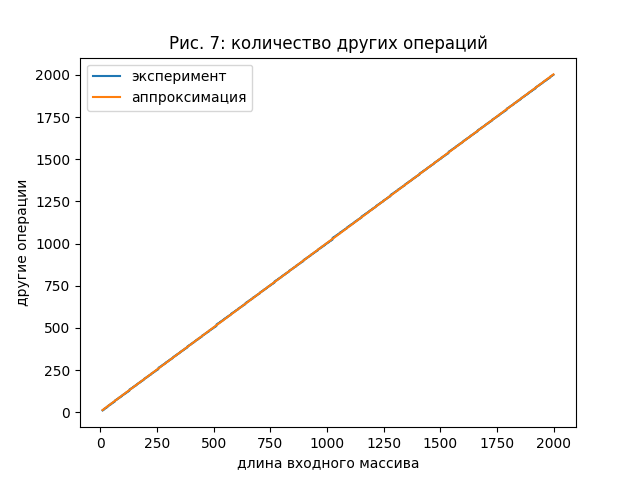 Рис. 7: количество других операций
эксперимент
аппроксимация
2000
1750
1500
1250
1000
750
500
250
0
другие операции
0 250 500 750 1000 1250 1500 1750 2000
длина входного массива